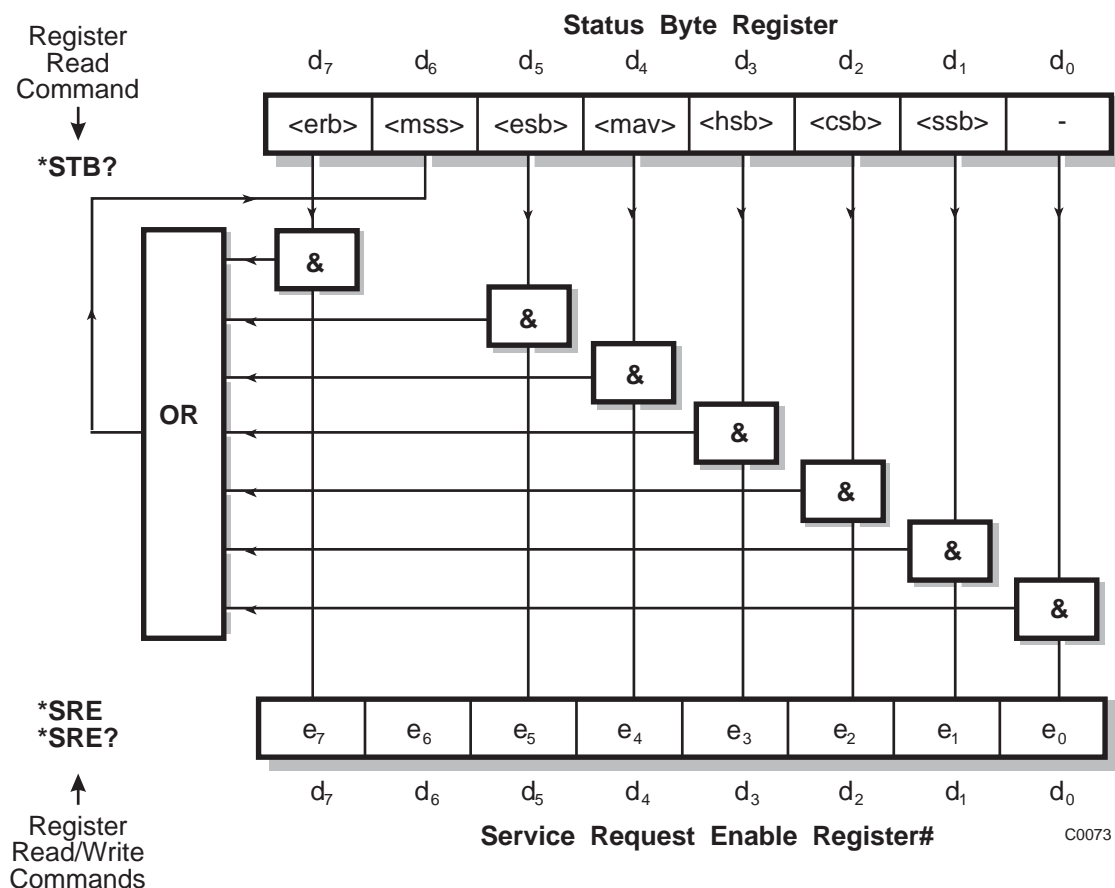 Status Byte Register
Register
Read
Command
d7 d6 d5 d4 d3 d2 d1 d0
<erb> <mss> <esb> <mav> <hsb> <csb> <ssb> -
*STB?
&
&
&
&
OR
&
&
&
*SRE
*SRE?
e7 e6 e5 e4 e3 e2 e1 e0
d7 d6 d5 d4 d3 d2 d1 d0
Register
Read/Write
Commands
Service Request Enable Register#
C0073